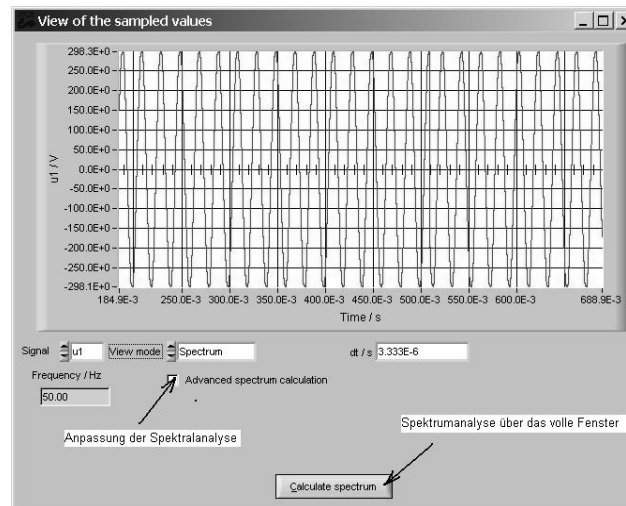 View of the sampled values
298.3E+0
250.0E+0
200.0E+0
150.0E+0
100.0E+0
50.0E+0
0.0E+0
-50.0E+0
-100.0E+0
-150.0E+0
-200.0E+0
-250.0E+0
-298.1E+0
u1 / V
184.9E-3 250.0E-3 300.0E-3 350.0E-3 400.0E-3 450.0E-3 500.0E-3 550.0E-3 600.0E-3 688.9E-3
Time / s
Signal u1 View mode Spectrum dt / s 3.333E-6
Frequency / Hz
50.00
Advanced spectrum calculation
Anpassung der Spektralanalyse
Spektrumanalyse über das volle Fenster
Calculate spectrum